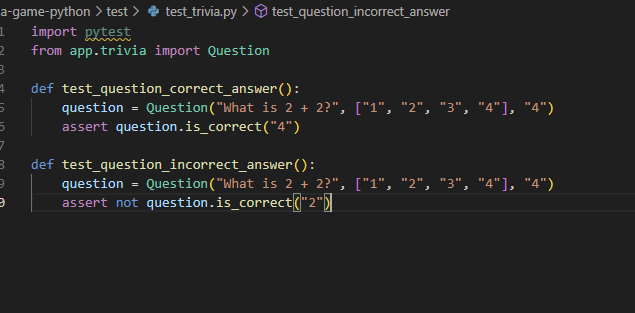 a-game-python > test > test_trivia.py > test_question_incorrect_answer
1 import pytest
2 from app.trivia import Question
3
4 def test_question_correct_answer():
5 question = Question("What is 2 + 2?", ["1", "2", "3", "4"], "4")
6 assert question.is_correct("4")
7
8 def test_question_incorrect_answer():
9 question = Question("What is 2 + 2?", ["1", "2", "3", "4"], "4")
0 assert not question.is_correct("2")